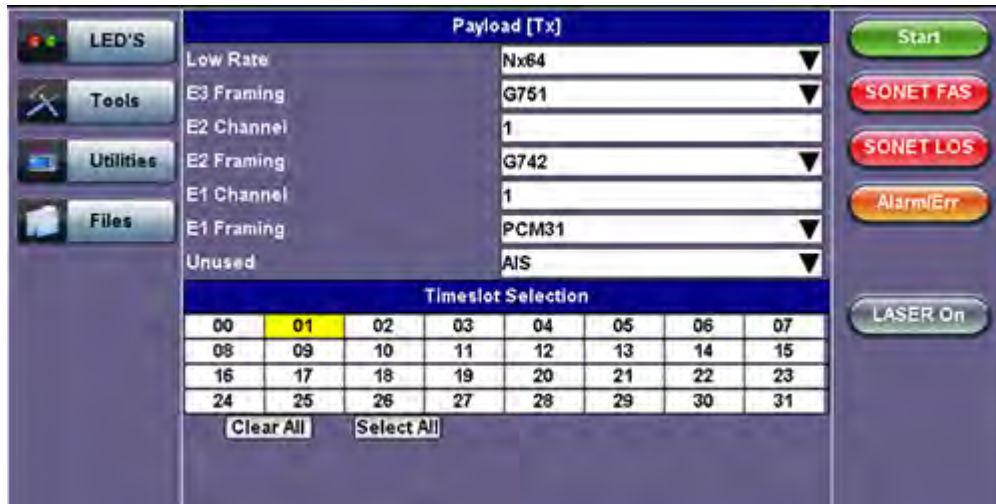 LED'S
Tools
Utilities
Files
Payload [Tx]
Low Rate Nx64
E3 Framing G751
E2 Channel 1
E2 Framing G742
E1 Channel 1
E1 Framing PCM31
Unused AIS
Timeslot Selection
00 01 02 03 04 05 06 07
08 09 10 11 12 13 14 15
16 17 18 19 20 21 22 23
24 25 26 27 28 29 30 31
Clear All Select All
Start
SONET FAS
SONET LOS
Alarm/Err
LASER On